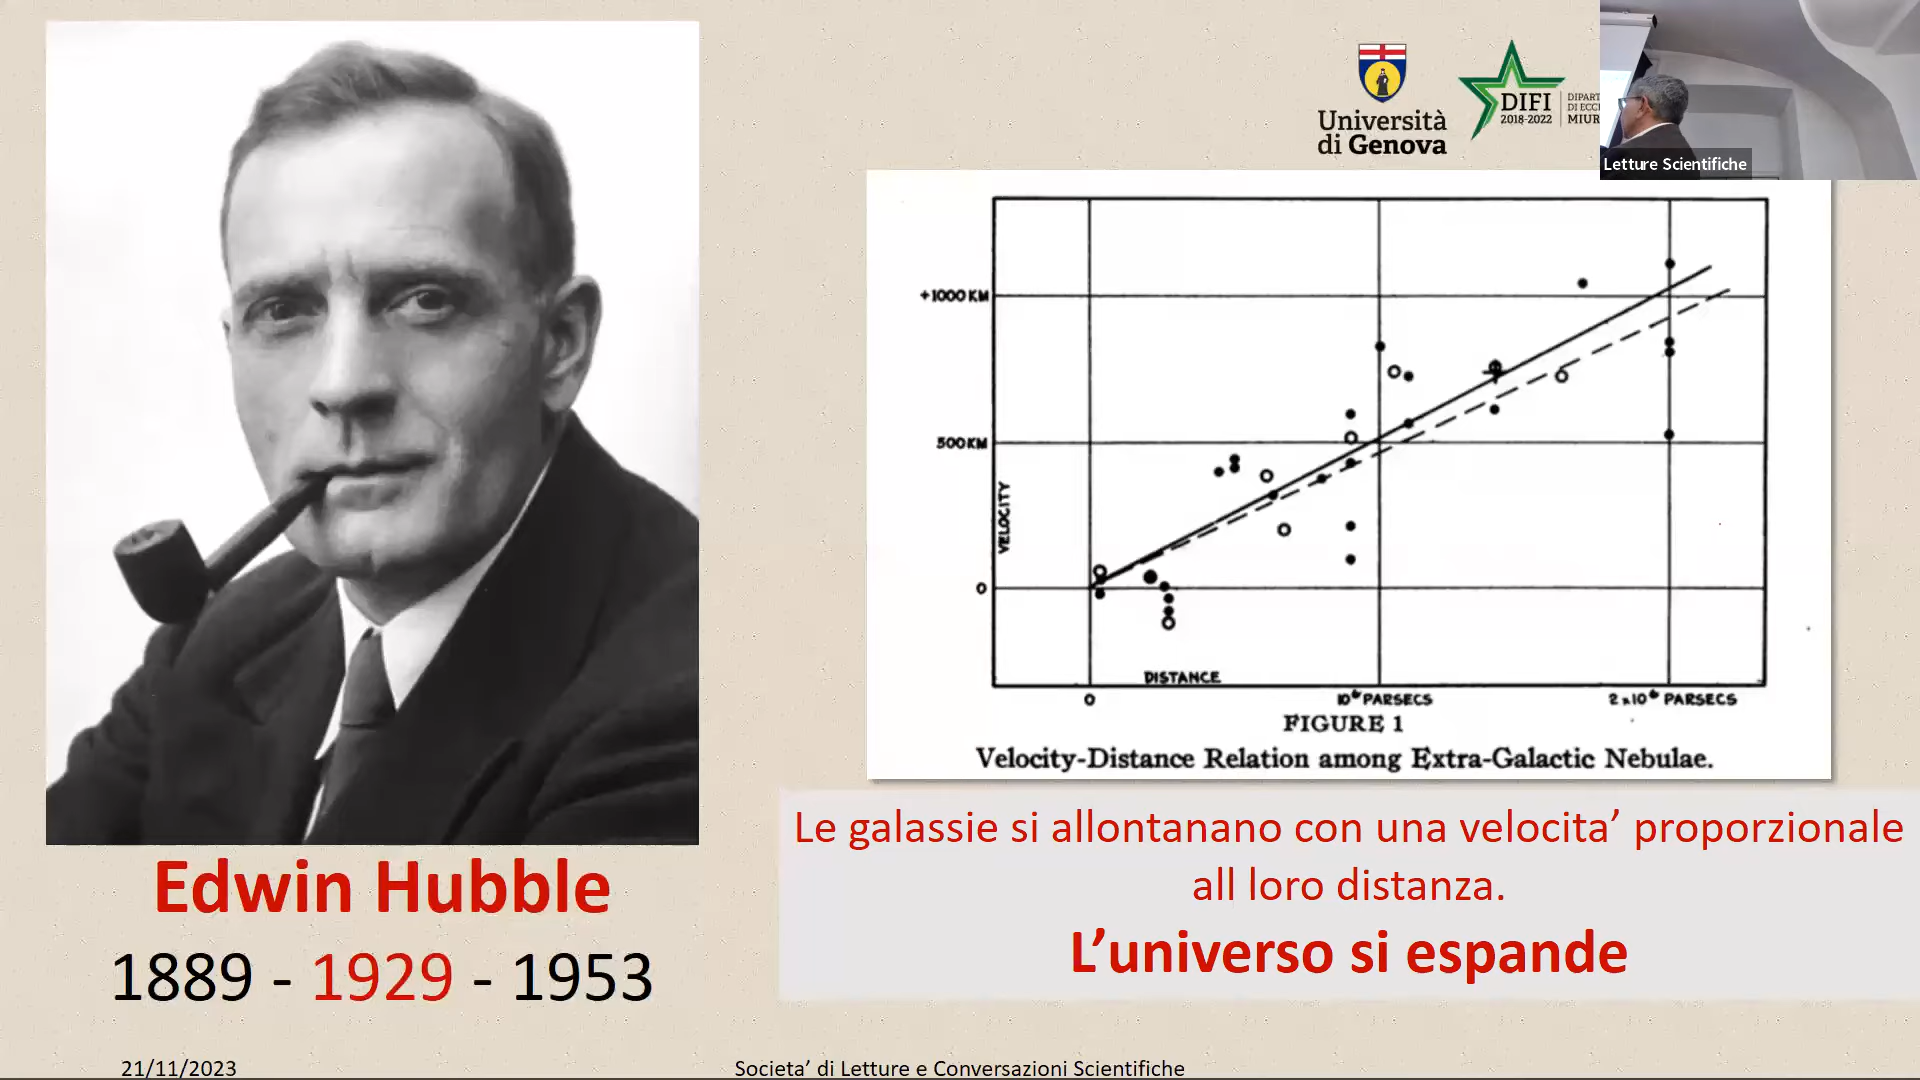 Università
di Genova
DIFI
2018-2022
MIUR
Letture Scientifiche
+1000 KM
500 KM
VELOCITY
0
DISTANCE
0
10⁶ PARSECS
2x10⁶ PARSECS
FIGURE 1
Velocity-Distance Relation among Extra-Galactic Nebulae.
Le galassie si allontanano con una velocita’ proporzionale
all loro distanza.
L’universo si espande
Edwin Hubble
1889 - 1929 - 1953
21/11/2023
Societa’ di Letture e Conversazioni Scientifiche